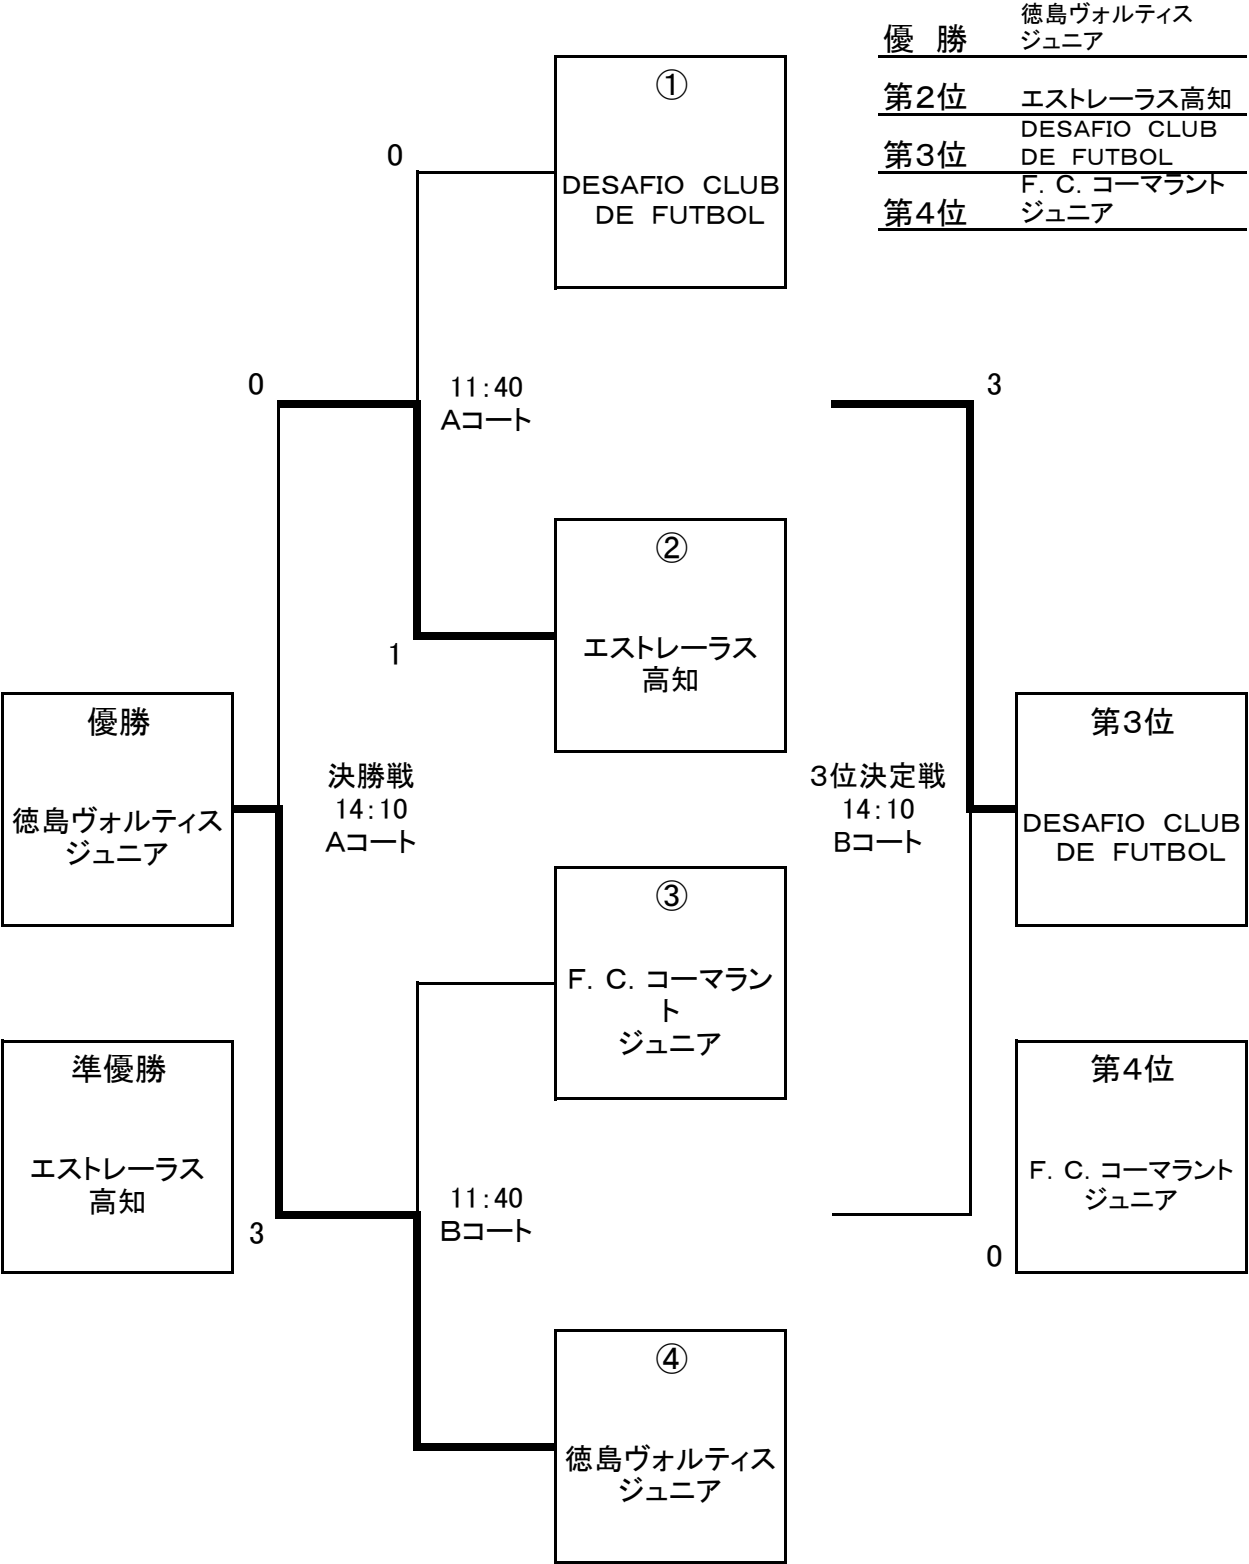 優　勝　徳島ヴォルティス
ジュニア
第２位　エストレーラス高知
第３位　DESAFIO　CLUB
DE　FUTBOL
第４位　F．C．コーマラント
ジュニア
①
DESAFIO　CLUB
DE　FUTBOL
0
0
11：40
Aコート
3
②
エストレーラス
高知
1
優勝
徳島ヴォルティス
ジュニア
決勝戦
14：10
Aコート
３位決定戦
14：10
Bコート
第３位
DESAFIO　CLUB
DE　FUTBOL
③
F．C．コーマラン
ト
ジュニア
準優勝
エストレーラス
高知
3
11：40
Bコート
第４位
F．C．コーマラント
ジュニア
0
④
徳島ヴォルティス
ジュニア